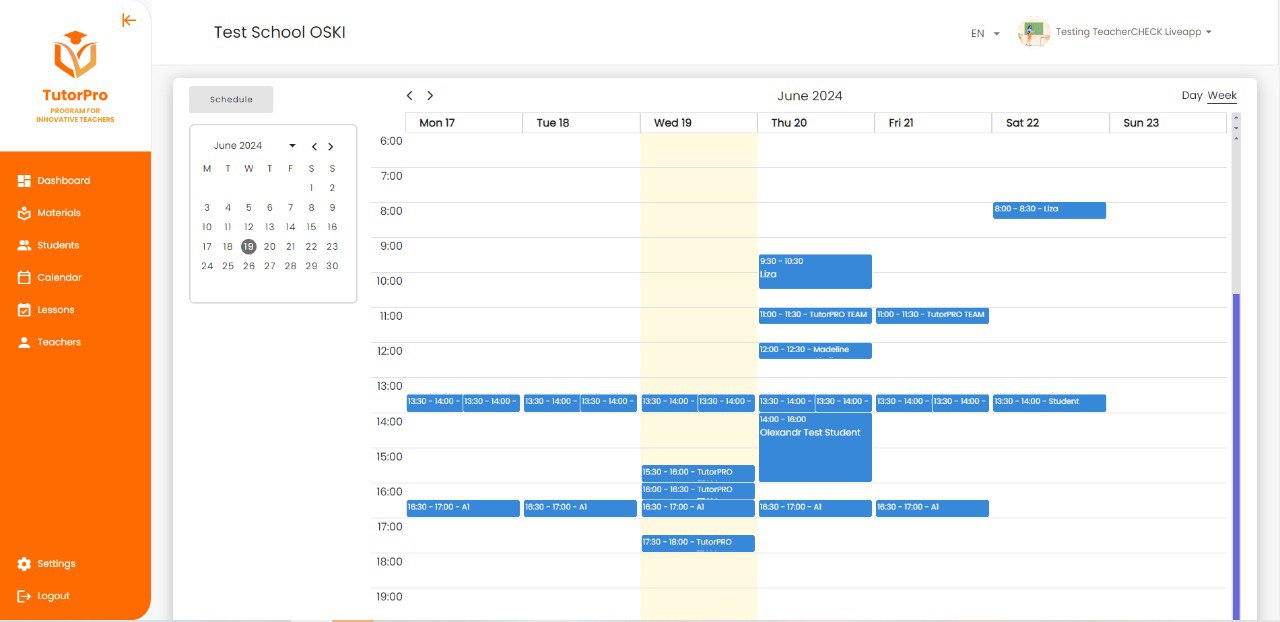 TutorPro
PROGRAM FOR
INNOVATIVE TEACHERS
Dashboard
Materials
Students
Calendar
Lessons
Teachers
Settings
Logout
Test School OSKI
EN
Testing TeacherCHECK Liveapp
Schedule
June 2024
M T W T F S S
1 2
3 4 5 6 7 8 9
10 11 12 13 14 15 16
17 18 19 20 21 22 23
24 25 26 27 28 29 30
June 2024
Day Week
Mon 17 Tue 18 Wed 19 Thu 20 Fri 21 Sat 22 Sun 23
6:00
7:00
8:00
8:00 - 8:30 - Liza
9:00
9:30 - 10:30
Liza
10:00
11:00
11:00 - 11:30 - TutorPRO TEAM 11:00 - 11:30 - TutorPRO TEAM
12:00
12:00 - 12:30 - Madeline
13:00
13:30 - 14:00 - 13:30 - 14:00 - 13:30 - 14:00 - 13:30 - 14:00 - 13:30 - 14:00 - 13:30 - 14:00 - 13:30 - 14:00 - 13:30 - 14:00 - 13:30 - 14:00 - 13:30 - 14:00 - 13:30 - 14:00 - Student
14:00
14:00 - 16:00
Olexandr Test Student
15:00
15:30 - 16:00 - TutorPRO
16:00
16:00 - 16:30 - TutorPRO
16:30 - 17:00 - A1 16:30 - 17:00 - A1 16:30 - 17:00 - A1 16:30 - 17:00 - A1 16:30 - 17:00 - A1
17:00
17:30 - 18:00 - TutorPRO
18:00
19:00